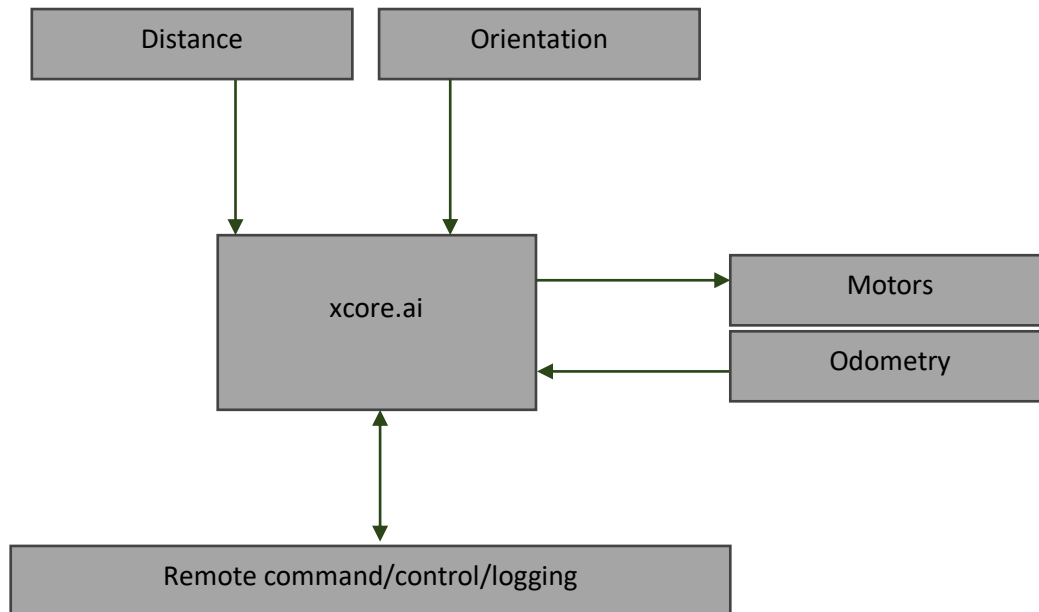 Distance
Orientation
xcore.ai
Motors
Odometry
Remote command/control/logging